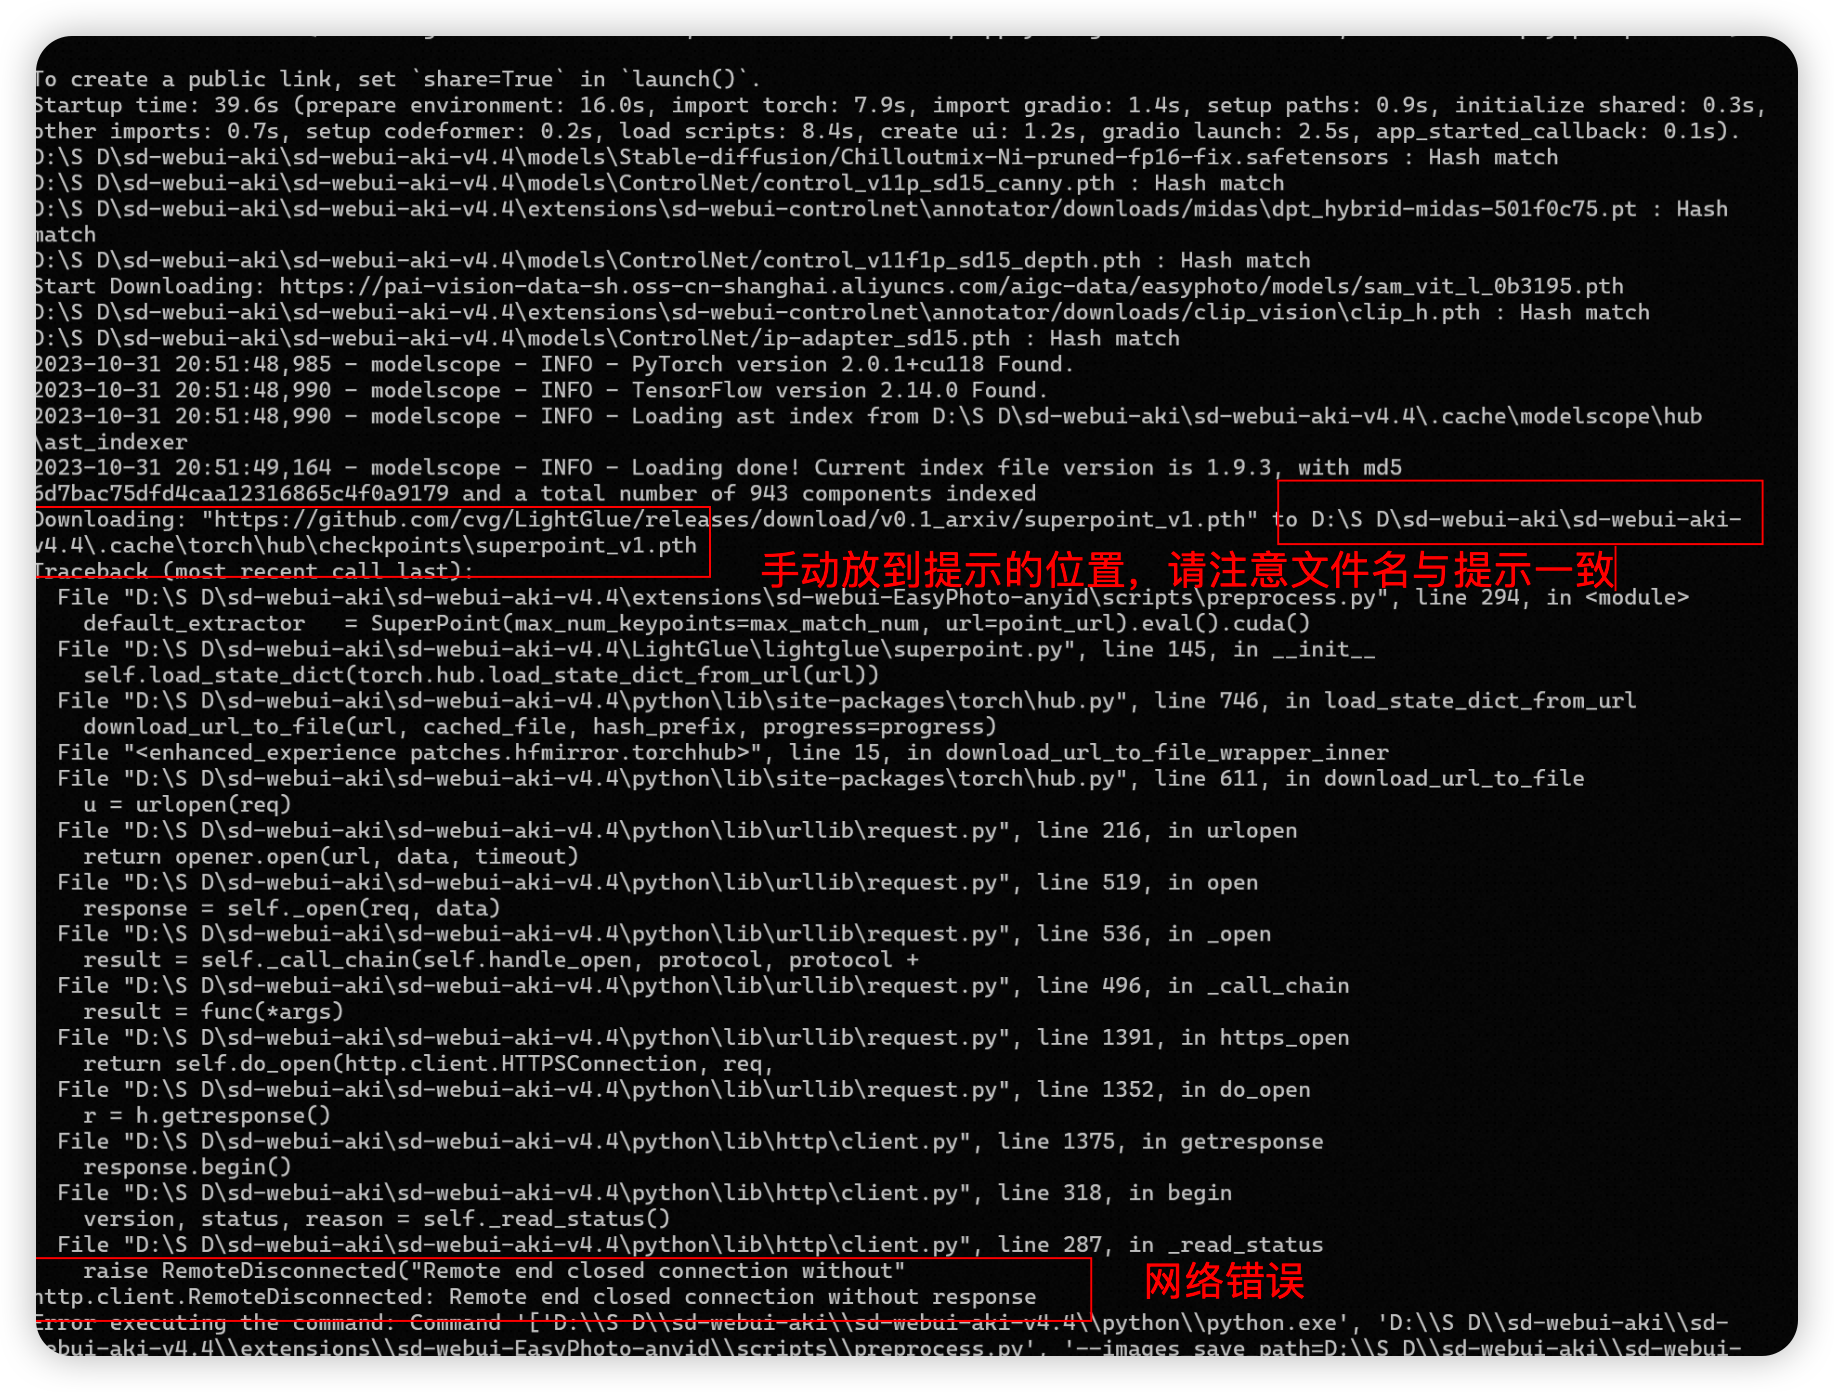 To create a public link, set `share=True` in `launch()`.
Startup time: 39.6s (prepare environment: 16.0s, import torch: 7.9s, import gradio: 1.4s, setup paths: 0.9s, initialize shared: 0.3s,
other imports: 0.7s, setup codeformer: 0.2s, load scripts: 8.4s, create ui: 1.2s, gradio launch: 2.5s, app_started_callback: 0.1s).
D:\S D\sd-webui-aki\sd-webui-aki-v4.4\models\Stable-diffusion/Chilloutmix-Ni-pruned-fp16-fix.safetensors : Hash match
D:\S D\sd-webui-aki\sd-webui-aki-v4.4\models\ControlNet/control_v11p_sd15_canny.pth : Hash match
D:\S D\sd-webui-aki\sd-webui-aki-v4.4\extensions\sd-webui-controlnet\annotator/downloads/midas\dpt_hybrid-midas-501f0c75.pt : Hash
match
D:\S D\sd-webui-aki\sd-webui-aki-v4.4\models\ControlNet/control_v11f1p_sd15_depth.pth : Hash match
Start Downloading: https://pai-vision-data-sh.oss-cn-shanghai.aliyuncs.com/aigc-data/easyphoto/models/sam_vit_l_0b3195.pth
D:\S D\sd-webui-aki\sd-webui-aki-v4.4\extensions\sd-webui-controlnet\annotator/downloads/clip_vision\clip_h.pth : Hash match
D:\S D\sd-webui-aki\sd-webui-aki-v4.4\models\ControlNet/ip-adapter_sd15.pth : Hash match
2023-10-31 20:51:48,985 - modelscope - INFO - PyTorch version 2.0.1+cu118 Found.
2023-10-31 20:51:48,990 - modelscope - INFO - TensorFlow version 2.14.0 Found.
2023-10-31 20:51:48,990 - modelscope - INFO - Loading ast index from D:\S D\sd-webui-aki\sd-webui-aki-v4.4\.cache\modelscope\hub
\ast_indexer
2023-10-31 20:51:49,164 - modelscope - INFO - Loading done! Current index file version is 1.9.3, with md5
6d7bac75dfd4caa12316865c4f0a9179 and a total number of 943 components indexed
Downloading: "https://github.com/cvg/LightGlue/releases/download/v0.1_arxiv/superpoint_v1.pth" to D:\S D\sd-webui-aki\sd-webui-aki-
v4.4\.cache\torch\hub\checkpoints\superpoint_v1.pth
手动放到提示的位置，请注意文件名与提示一致
Traceback (most recent call last):
  File "D:\S D\sd-webui-aki\sd-webui-aki-v4.4\extensions\sd-webui-EasyPhoto-anyid\scripts\preprocess.py", line 294, in <module>
    default_extractor   = SuperPoint(max_num_keypoints=max_match_num, url=point_url).eval().cuda()
  File "D:\S D\sd-webui-aki\sd-webui-aki-v4.4\LightGlue\lightglue\superpoint.py", line 145, in __init__
    self.load_state_dict(torch.hub.load_state_dict_from_url(url))
  File "D:\S D\sd-webui-aki\sd-webui-aki-v4.4\python\lib\site-packages\torch\hub.py", line 746, in load_state_dict_from_url
    download_url_to_file(url, cached_file, hash_prefix, progress=progress)
  File "<enhanced_experience patches.hfmirror.torchhub>", line 15, in download_url_to_file_wrapper_inner
  File "D:\S D\sd-webui-aki\sd-webui-aki-v4.4\python\lib\site-packages\torch\hub.py", line 611, in download_url_to_file
    u = urlopen(req)
  File "D:\S D\sd-webui-aki\sd-webui-aki-v4.4\python\lib\urllib\request.py", line 216, in urlopen
    return opener.open(url, data, timeout)
  File "D:\S D\sd-webui-aki\sd-webui-aki-v4.4\python\lib\urllib\request.py", line 519, in open
    response = self._open(req, data)
  File "D:\S D\sd-webui-aki\sd-webui-aki-v4.4\python\lib\urllib\request.py", line 536, in _open
    result = self._call_chain(self.handle_open, protocol, protocol +
  File "D:\S D\sd-webui-aki\sd-webui-aki-v4.4\python\lib\urllib\request.py", line 496, in _call_chain
    result = func(*args)
  File "D:\S D\sd-webui-aki\sd-webui-aki-v4.4\python\lib\urllib\request.py", line 1391, in https_open
    return self.do_open(http.client.HTTPSConnection, req,
  File "D:\S D\sd-webui-aki\sd-webui-aki-v4.4\python\lib\urllib\request.py", line 1352, in do_open
    r = h.getresponse()
  File "D:\S D\sd-webui-aki\sd-webui-aki-v4.4\python\lib\http\client.py", line 1375, in getresponse
    response.begin()
  File "D:\S D\sd-webui-aki\sd-webui-aki-v4.4\python\lib\http\client.py", line 318, in begin
    version, status, reason = self._read_status()
  File "D:\S D\sd-webui-aki\sd-webui-aki-v4.4\python\lib\http\client.py", line 287, in _read_status
    raise RemoteDisconnected("Remote end closed connection without"
网络错误
http.client.RemoteDisconnected: Remote end closed connection without response
Error executing the command: Command '['D:\\S D\\sd-webui-aki\\sd-webui-aki-v4.4\\python\\python.exe', 'D:\\S D\\sd-webui-aki\\sd-
webui-aki-v4.4\\extensions\\sd-webui-EasyPhoto-anyid\\scripts\\preprocess.py', '--images_save_path=D:\\S D\\sd-webui-aki\\sd-webui-